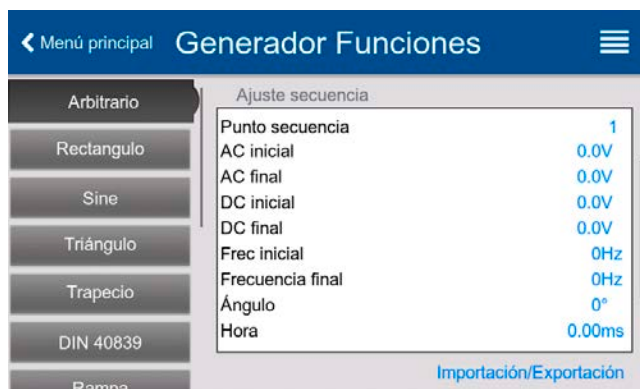 Menú principal
Generador Funciones
Arbitrario
Rectangulo
Sine
Triángulo
Trapecio
DIN 40839
Rampa
Ajuste secuencia
Punto secuencia 1
AC inicial 0.0V
AC final 0.0V
DC inicial 0.0V
DC final 0.0V
Frec inicial 0Hz
Frecuencia final 0Hz
Ángulo 0°
Hora 0.00ms
Importación/Exportación